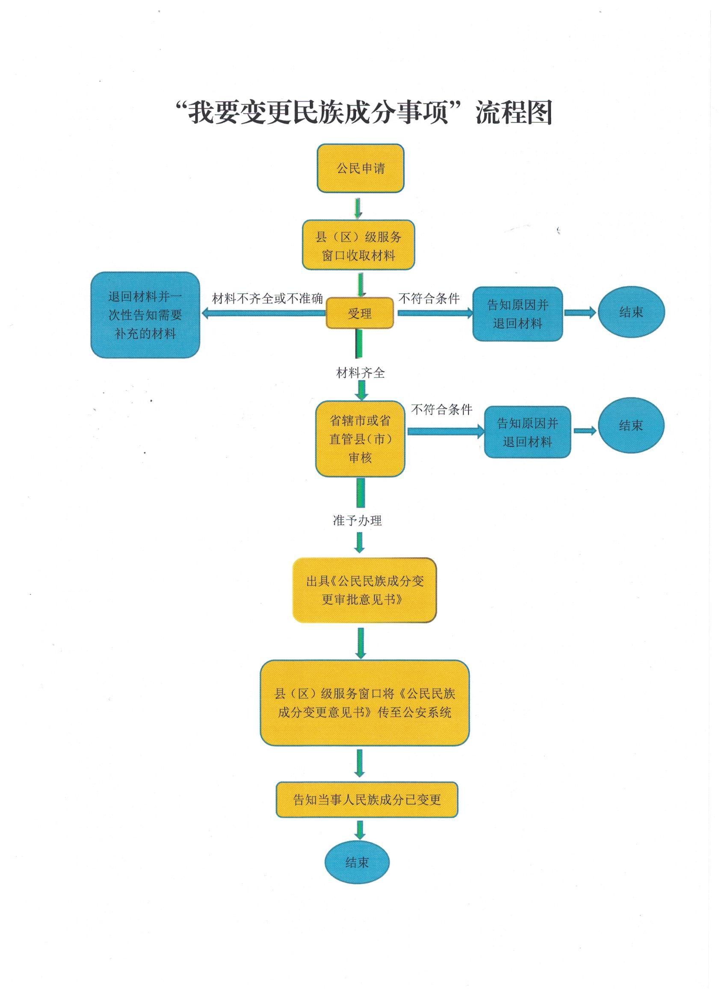 “我要变更民族成分事项”流程图
公民申请
县（区）级服务
窗口收取材料
退回材料并一
次性告知需要
补充的材料
材料不齐全或不准确
受理
不符合条件
告知原因并
退回材料
结束
材料齐全
省辖市或省
直管县（市）
审核
不符合条件
告知原因并
退回材料
结束
准予办理
出具《公民民族成分变
更审批意见书》
县（区）级服务窗口将《公民民族
成分变更意见书》传至公安系统
告知当事人民族成分已变更
结束